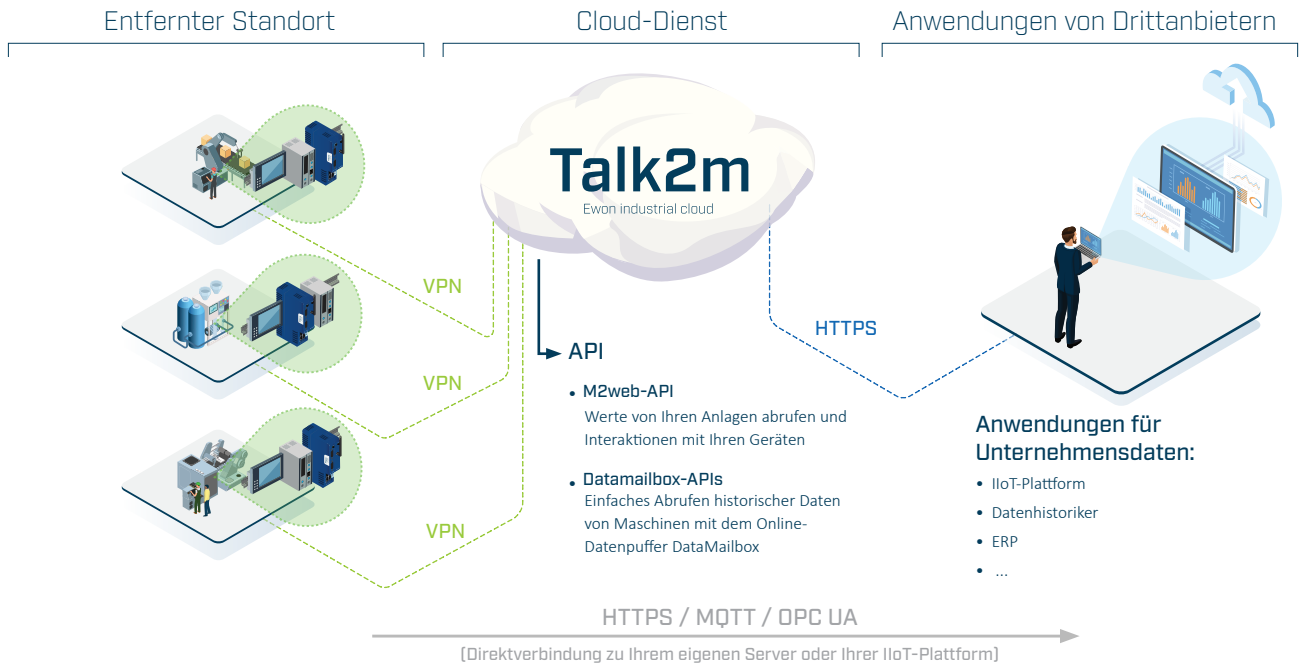 Entfernter Standort
Cloud-Dienst
Anwendungen von Drittanbietern
Talk2m
Ewon industrial cloud
VPN
VPN
VPN
HTTPS
API
• M2web-API
Werte von Ihren Anlagen abrufen und
Interaktionen mit Ihren Geräten
• Datamailbox-APIs
Einfaches Abrufen historischer Daten
von Maschinen mit dem Online-
Datenpuffer DataMailbox
Anwendungen für
Unternehmensdaten:
• IIoT-Plattform
• Datenhistoriker
• ERP
• ...
HTTPS / MQTT / OPC UA
(Direktverbindung zu Ihrem eigenen Server oder Ihrer IIoT-Plattform)